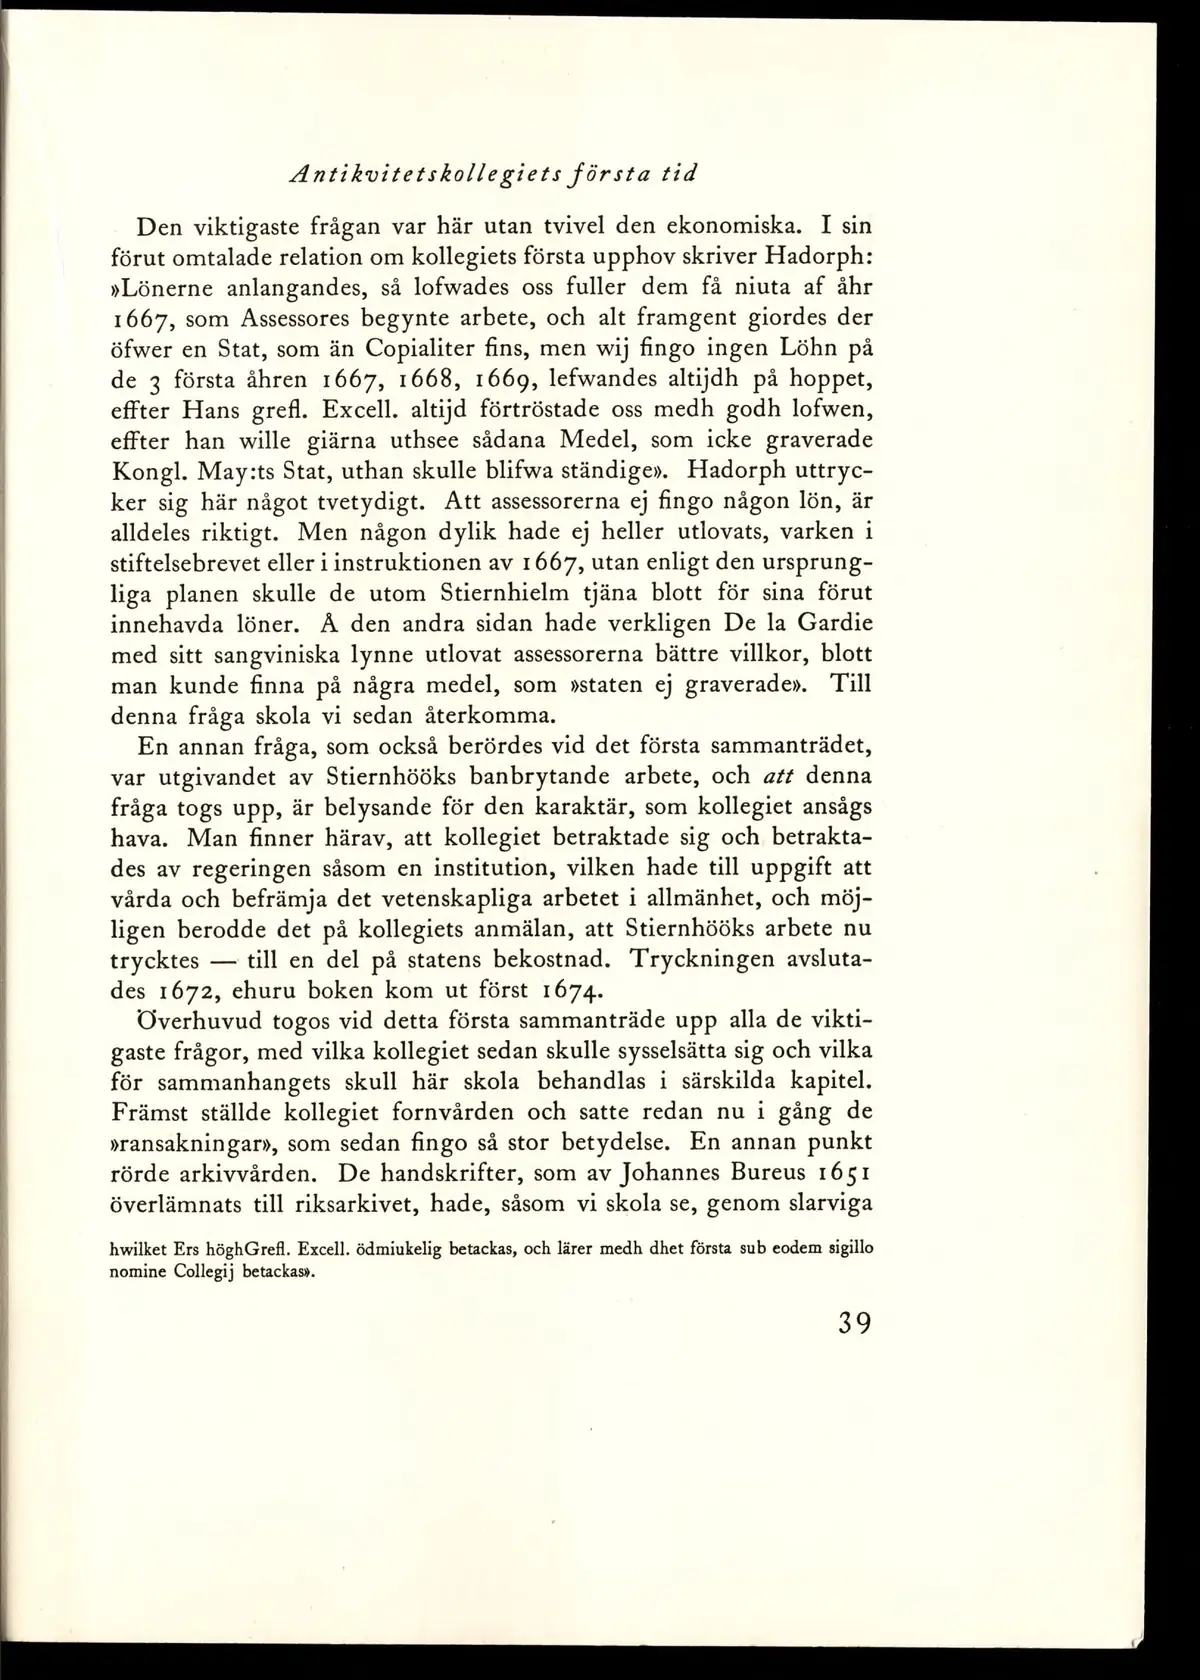 Antikvitetskollegiets första tid
Den viktigaste frågan var här utan tvivel den ekonomiska. I sin
förut omtalade relation om kollegiets första upphov skriver Hadorph:
»Lönerne anlangandes, så lofwades oss fuller dem få niuta af åhr
1667, som Assessores begynte arbete, och alt framgent giordes der
öfwer en Stat, som än Copialiter fins, men wij fingo ingen Löhn på
de 3 första åhren 1667, 1668, 1669, lefwandes altijdh på hoppet,
effter Hans grefl. Excell. altijd förtröstade oss medh godh lofwen,
effter han wille giärna uthsee sådana Medel, som icke graverade
Kongl. May:ts Stat, uthan skulle blifwa ständige». Hadorph uttryc-
ker sig här något tvetydigt. Att assessorerna ej fingo någon lön, är
alldeles riktigt. Men någon dylik hade ej heller utlovats, varken i
stiftelsebrevet eller i instruktionen av 1667, utan enligt den ursprung-
liga planen skulle de utom Stiernhielm tjäna blott för sina förut
innehavda löner. Å den andra sidan hade verkligen De la Gardie
med sitt sangviniska lynne utlovat assessorerna bättre villkor, blott
man kunde finna på några medel, som »staten ej graverade». Till
denna fråga skola vi sedan återkomma.
En annan fråga, som också berördes vid det första sammanträdet,
var utgivandet av Stiernhööks banbrytande arbete, och att denna
fråga togs upp, är belysande för den karaktär, som kollegiet ansågs
hava. Man finner härav, att kollegiet betraktade sig och betrakta-
des av regeringen såsom en institution, vilken hade till uppgift att
vårda och befrämja det vetenskapliga arbetet i allmänhet, och möj-
ligen berodde det på kollegiets anmälan, att Stiernhööks arbete nu
trycktes — till en del på statens bekostnad. Tryckningen avsluta-
des 1672, ehuru boken kom ut först 1674.
Överhuvud togos vid detta första sammanträde upp alla de vikti-
gaste frågor, med vilka kollegiet sedan skulle sysselsätta sig och vilka
för sammanhangets skull här skola behandlas i särskilda kapitel.
Främst ställde kollegiet fornvården och satte redan nu i gång de
»ransakningar», som sedan fingo så stor betydelse. En annan punkt
rörde arkivvården. De handskrifter, som av Johannes Bureus 1651
överlämnats till riksarkivet, hade, såsom vi skola se, genom slarviga
hwilket Ers höghGrefl. Excell. ödmiukelig betackas, och lärer medh dhet första sub eodem sigillo
nomine Collegij betackas».
39